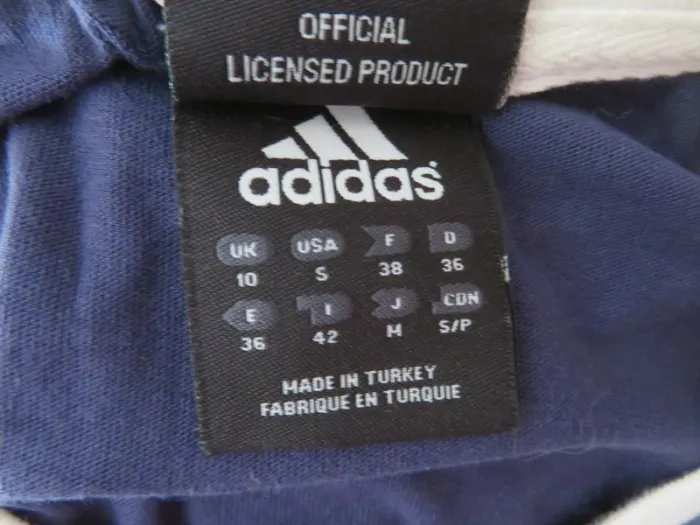 OFFICIAL
LICENSED PRODUCT
adidas
UK USA F D
10 S 38 36
E I J CDN
36 42 M S/P
MADE IN TURKEY
FABRIQUE EN TURQUIE